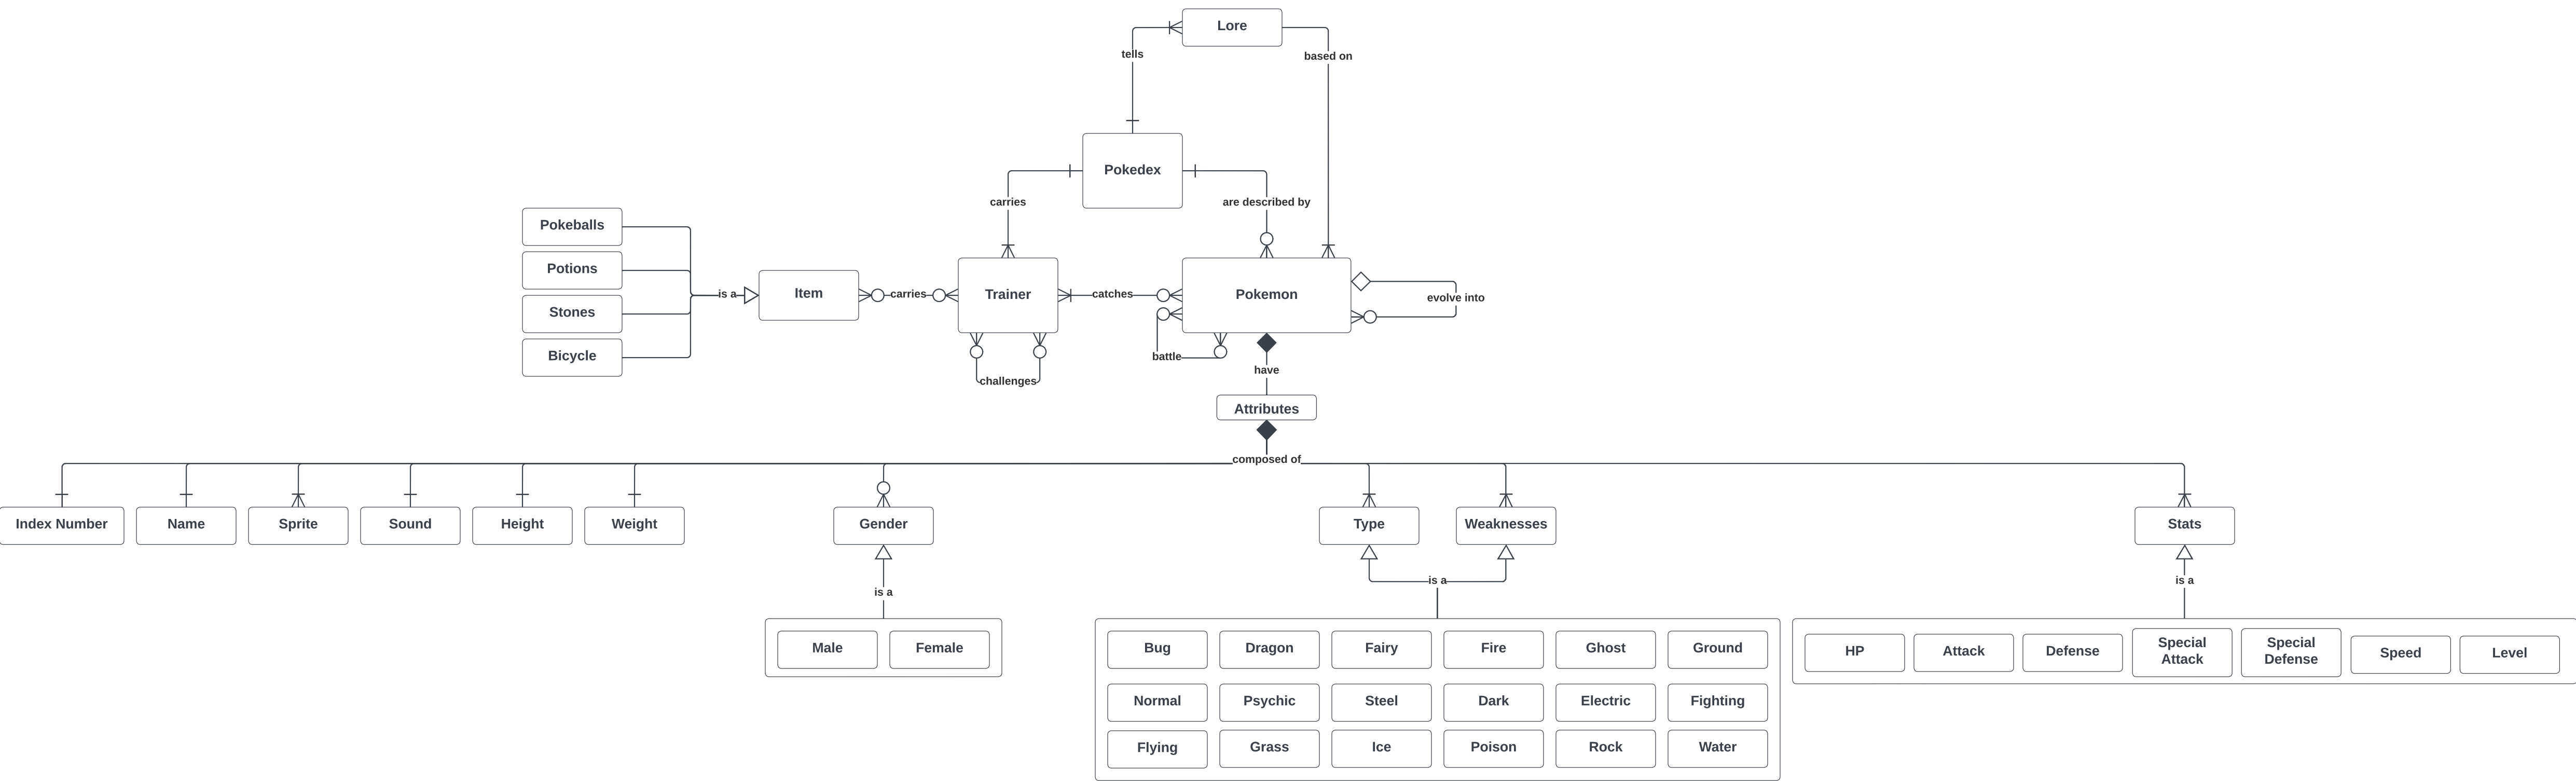 Lore
tells
based on
Pokedex
carries
are described by
Pokeballs
Potions
Stones
Bicycle
is a
Item
carries
Trainer
catches
Pokemon
evolve into
challenges
battle
have
Attributes
composed of
Index Number
Name
Sprite
Sound
Height
Weight
Gender
Type
Weaknesses
Stats
is a
is a
is a
Male
Female
Bug
Dragon
Fairy
Fire
Ghost
Ground
Normal
Psychic
Steel
Dark
Electric
Fighting
Flying
Grass
Ice
Poison
Rock
Water
HP
Attack
Defense
Special
Attack
Special
Defense
Speed
Level